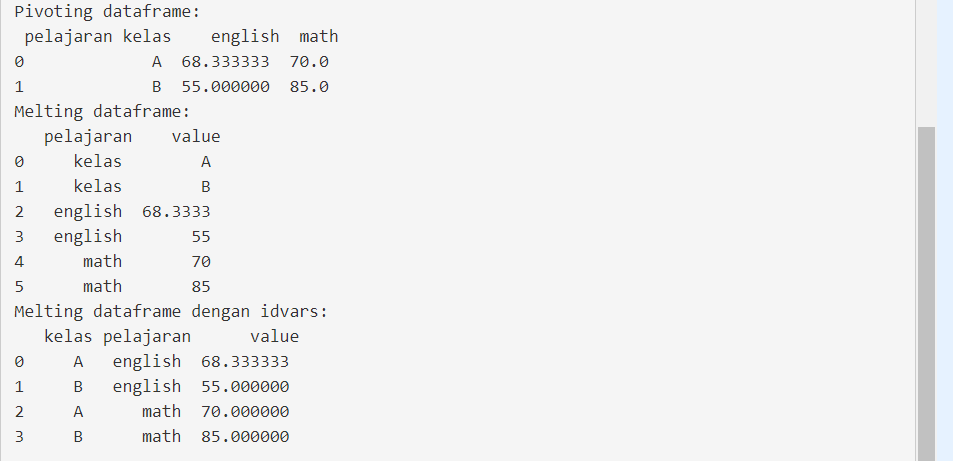 Pivoting dataframe:
pelajaran kelas    english  math
0             A  68.333333  70.0
1             B  55.000000  85.0
Melting dataframe:
   pelajaran    value
0      kelas        A
1      kelas        B
2    english  68.3333
3    english       55
4       math       70
5       math       85
Melting dataframe dengan idvars:
   kelas pelajaran      value
0     A   english  68.333333
1     B   english  55.000000
2     A      math  70.000000
3     B      math  85.000000